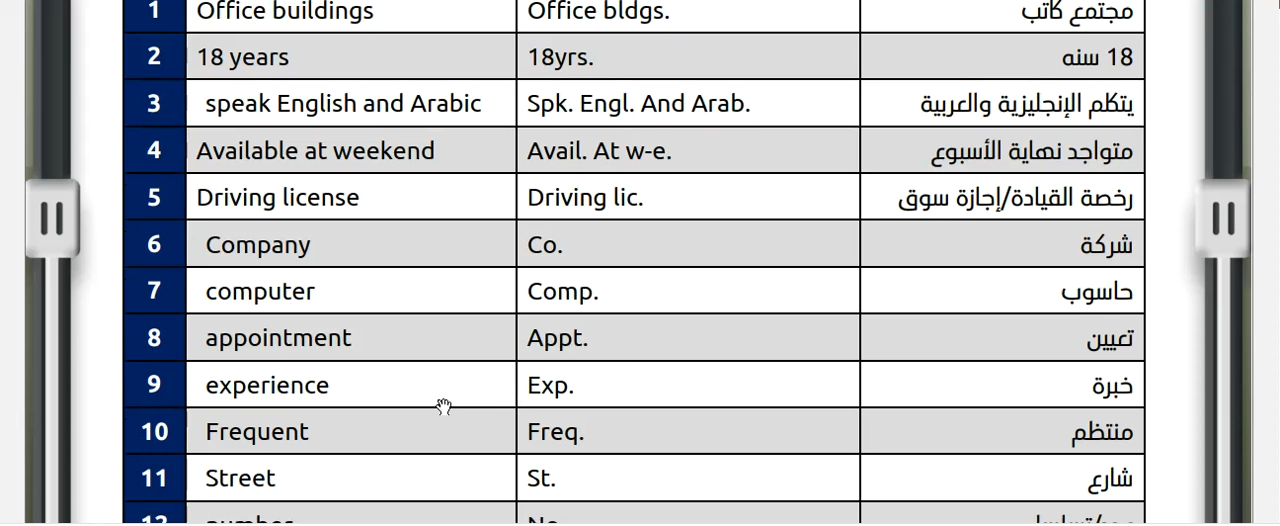 1 Office buildings Office bldgs. مجتمع كاتب
2 18 years 18yrs. 18 سنه
3 speak English and Arabic Spk. Engl. And Arab. يتكلم الإنجليزية والعربية
4 Available at weekend Avail. At w-e. متواجد نهاية الأسبوع
5 Driving license Driving lic. رخصة القيادة/إجازة سوق
6 Company Co. شركة
7 computer Comp. حاسوب
8 appointment Appt. تعيين
9 experience Exp. خبرة
10 Frequent Freq. منتظم
11 Street St. شارع
12 number No.